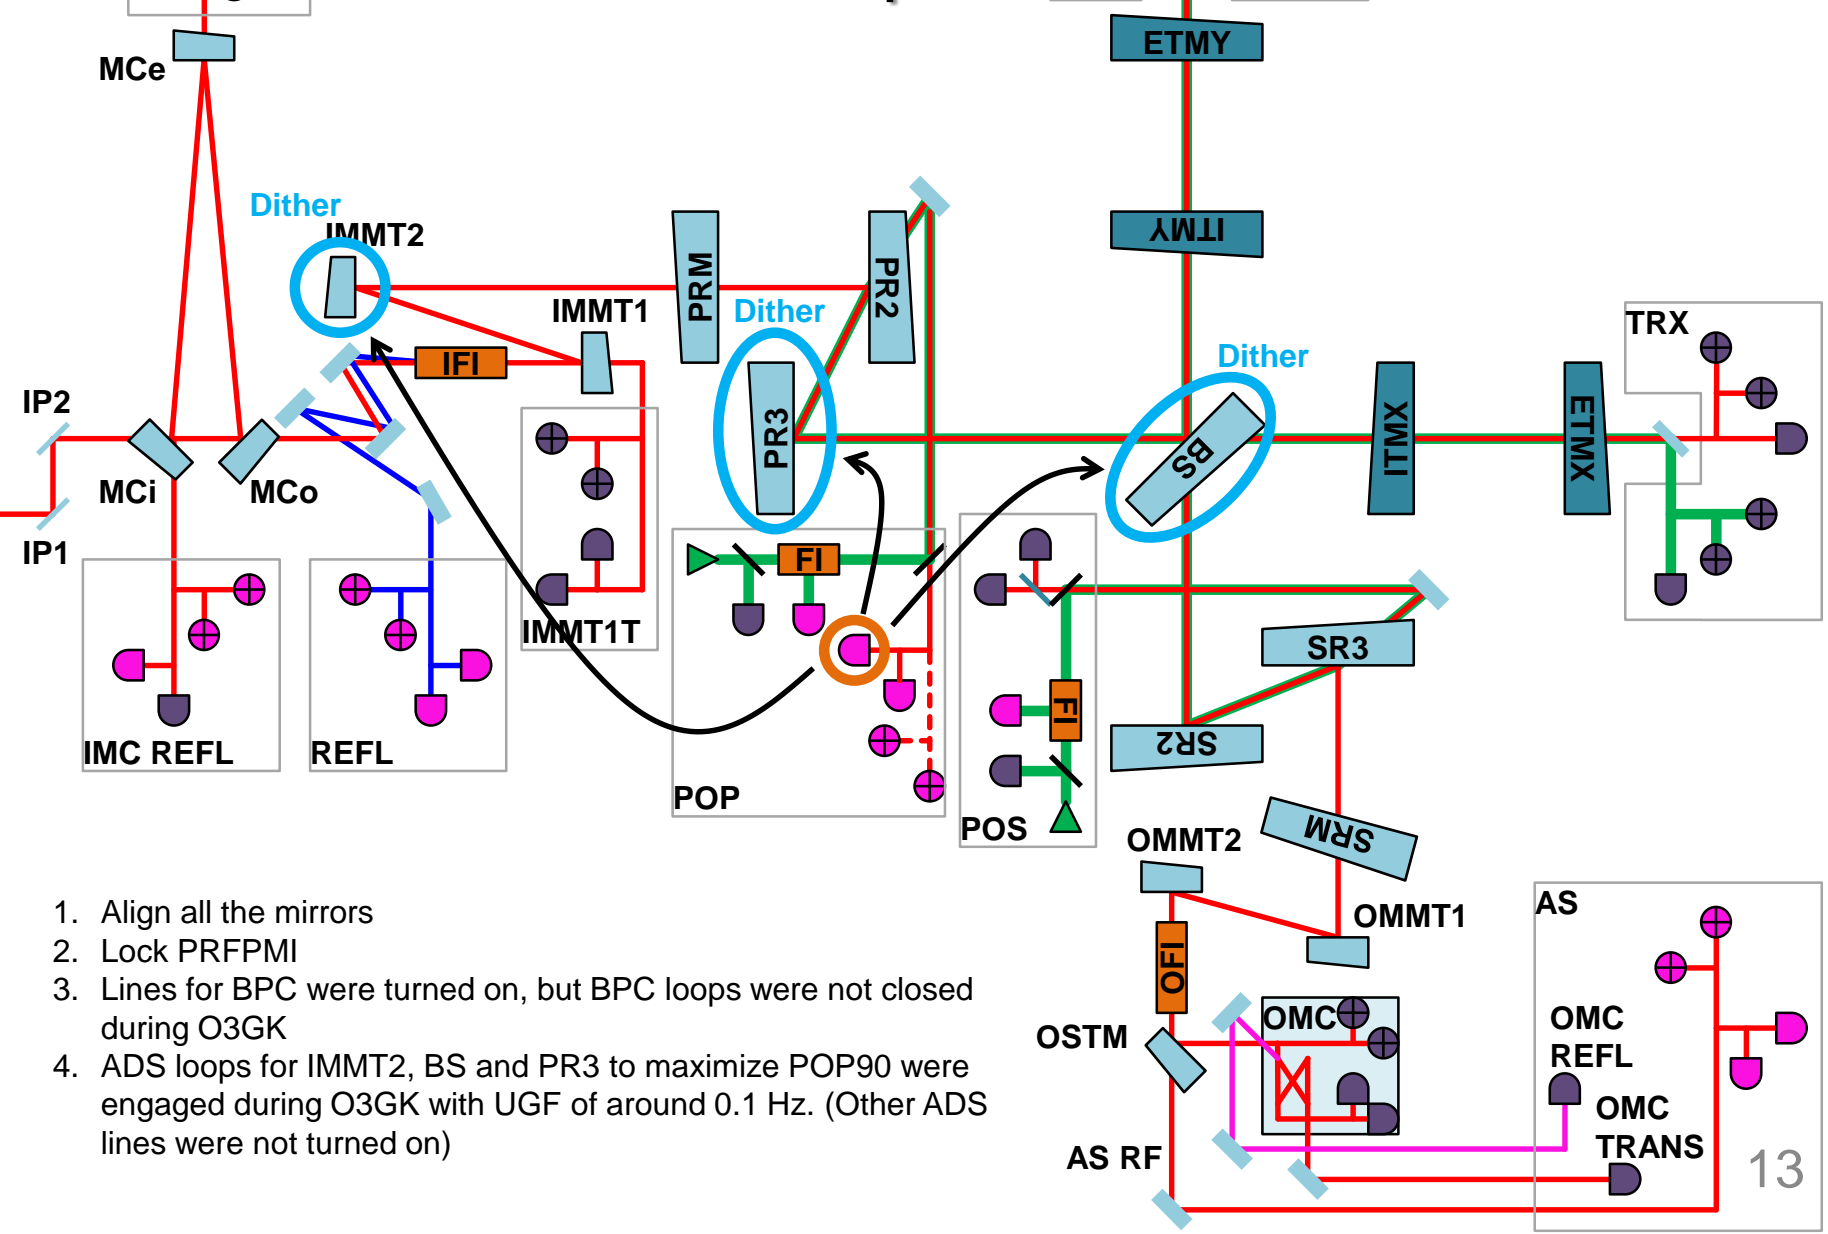 ETMY
MCe
Dither
IMMT2
ITMY
PRM
PR2
IMMT1
Dither
TRX
Dither
IFI
IP2
PR3
BS
ITMX
ETMX
MCi
MCo
IP1
FI
IMMT1T
SR3
FI
IMC REFL
REFL
SR2
POP
POS
SRM
OMMT2
OMMT1
AS
OFI
1. Align all the mirrors
2. Lock PRFPMI
3. Lines for BPC were turned on, but BPC loops were not closed
during O3GK
4. ADS loops for IMMT2, BS and PR3 to maximize POP90 were
engaged during O3GK with UGF of around 0.1 Hz. (Other ADS
lines were not turned on)
OSTM
OMC
OMC
REFL
OMC
TRANS
AS RF
13